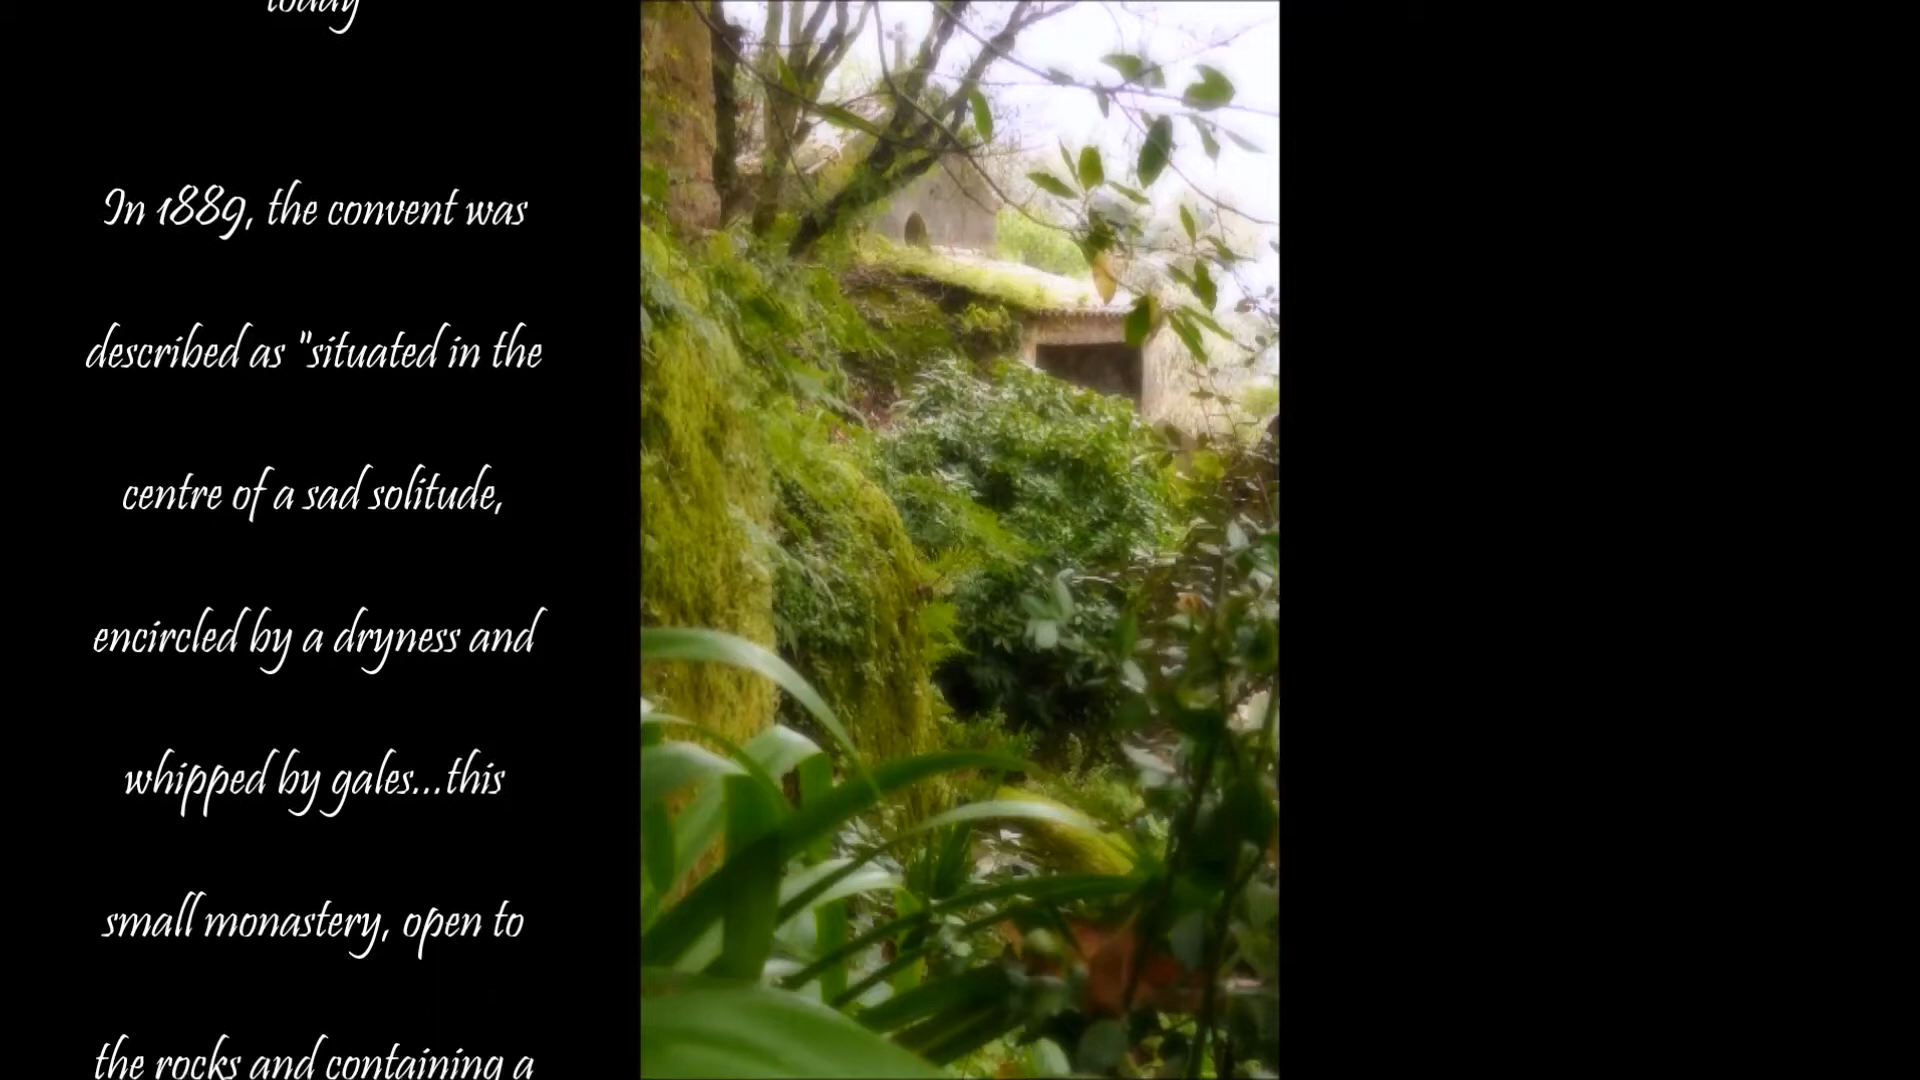 today
In 1889, the convent was
described as "situated in the
centre of a sad solitude,
encircled by a dryness and
whipped by gales...this
small monastery, open to
the rocks and containing a